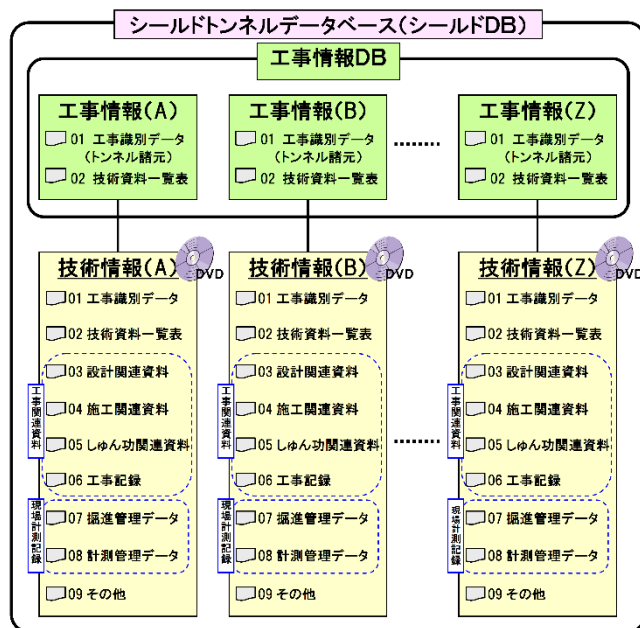 シールドトンネルデータベース(シールドDB)
工事情報DB
工事情報(A)
01 工事識別データ
(トンネル諸元)
02 技術資料一覧表
工事情報(B)
01 工事識別データ
(トンネル諸元)
02 技術資料一覧表
工事情報(Z)
01 工事識別データ
(トンネル諸元)
02 技術資料一覧表
技術情報(A)
DVD
01 工事識別データ
02 技術資料一覧表
工事関連資料
03 設計関連資料
04 施工関連資料
05 しゅん功関連資料
06 工事記録
現場計測記録
07 掘進管理データ
08 計測管理データ
09 その他
技術情報(B)
DVD
01 工事識別データ
02 技術資料一覧表
工事関連資料
03 設計関連資料
04 施工関連資料
05 しゅん功関連資料
06 工事記録
現場計測記録
07 掘進管理データ
08 計測管理データ
09 その他
技術情報(Z)
DVD
01 工事識別データ
02 技術資料一覧表
工事関連資料
03 設計関連資料
04 施工関連資料
05 しゅん功関連資料
06 工事記録
現場計測記録
07 掘進管理データ
08 計測管理データ
09 その他